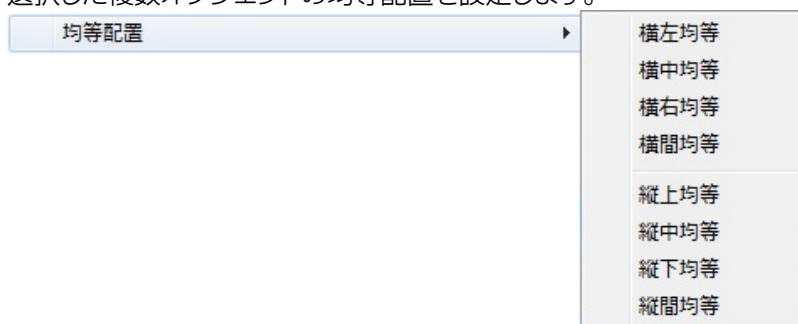 選択した複数オブジェクトの均等配置を設定します。
均等配置
横左均等
横中均等
横右均等
横間均等
縦上均等
縦中均等
縦下均等
縦間均等